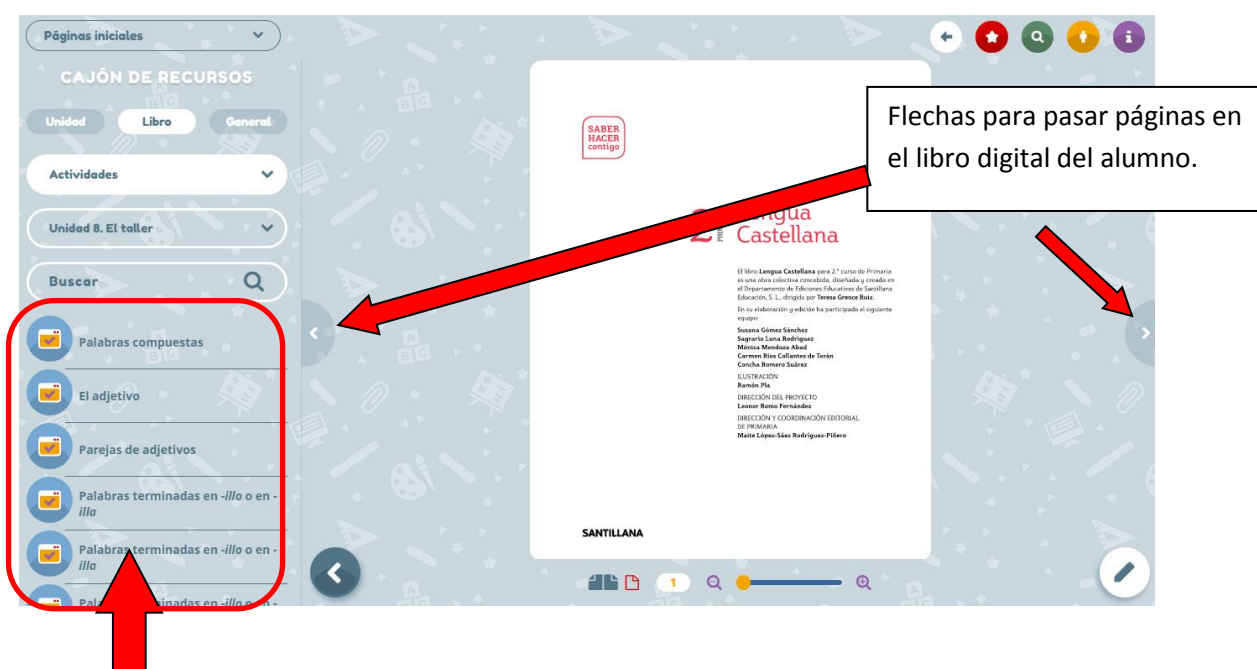 Páginas iniciales
CAJÓN DE RECURSOS
Unidad Libro General
Actividades
Unidad 8. El taller
Buscar
Palabras compuestas
El adjetivo
Parejas de adjetivos
Palabras terminadas en -illo o en -
illa
Palabras terminadas en -illo o en -
illa
Flechas para pasar páginas en
el libro digital del alumno.
SABER
HACER
contigo
2
Castellana
El libro Lengua Castellana para 2.º curso de Primaria
es una obra colectiva concebida, diseñada y creada en
el Departamento de Ediciones Educativas de Santillana
Educación, S. L., dirigida por Teresa Grence Ruiz.
En su elaboración y edición ha participado el siguiente
equipo:
Susana Gómez Sánchez
Sagrario Luna Rodríguez
Mónica Mendoza Abad
Carmen Ríos Collantes de Terán
Concha Romero Suárez
ILUSTRACIÓN
Ramón Pla
DIRECCIÓN DEL PROYECTO
Leonor Romo Fernández
DIRECCIÓN Y COORDINACIÓN EDITORIAL
DE PRIMARIA
Maite López-Sáez Rodríguez-Piñero
SANTILLANA
1